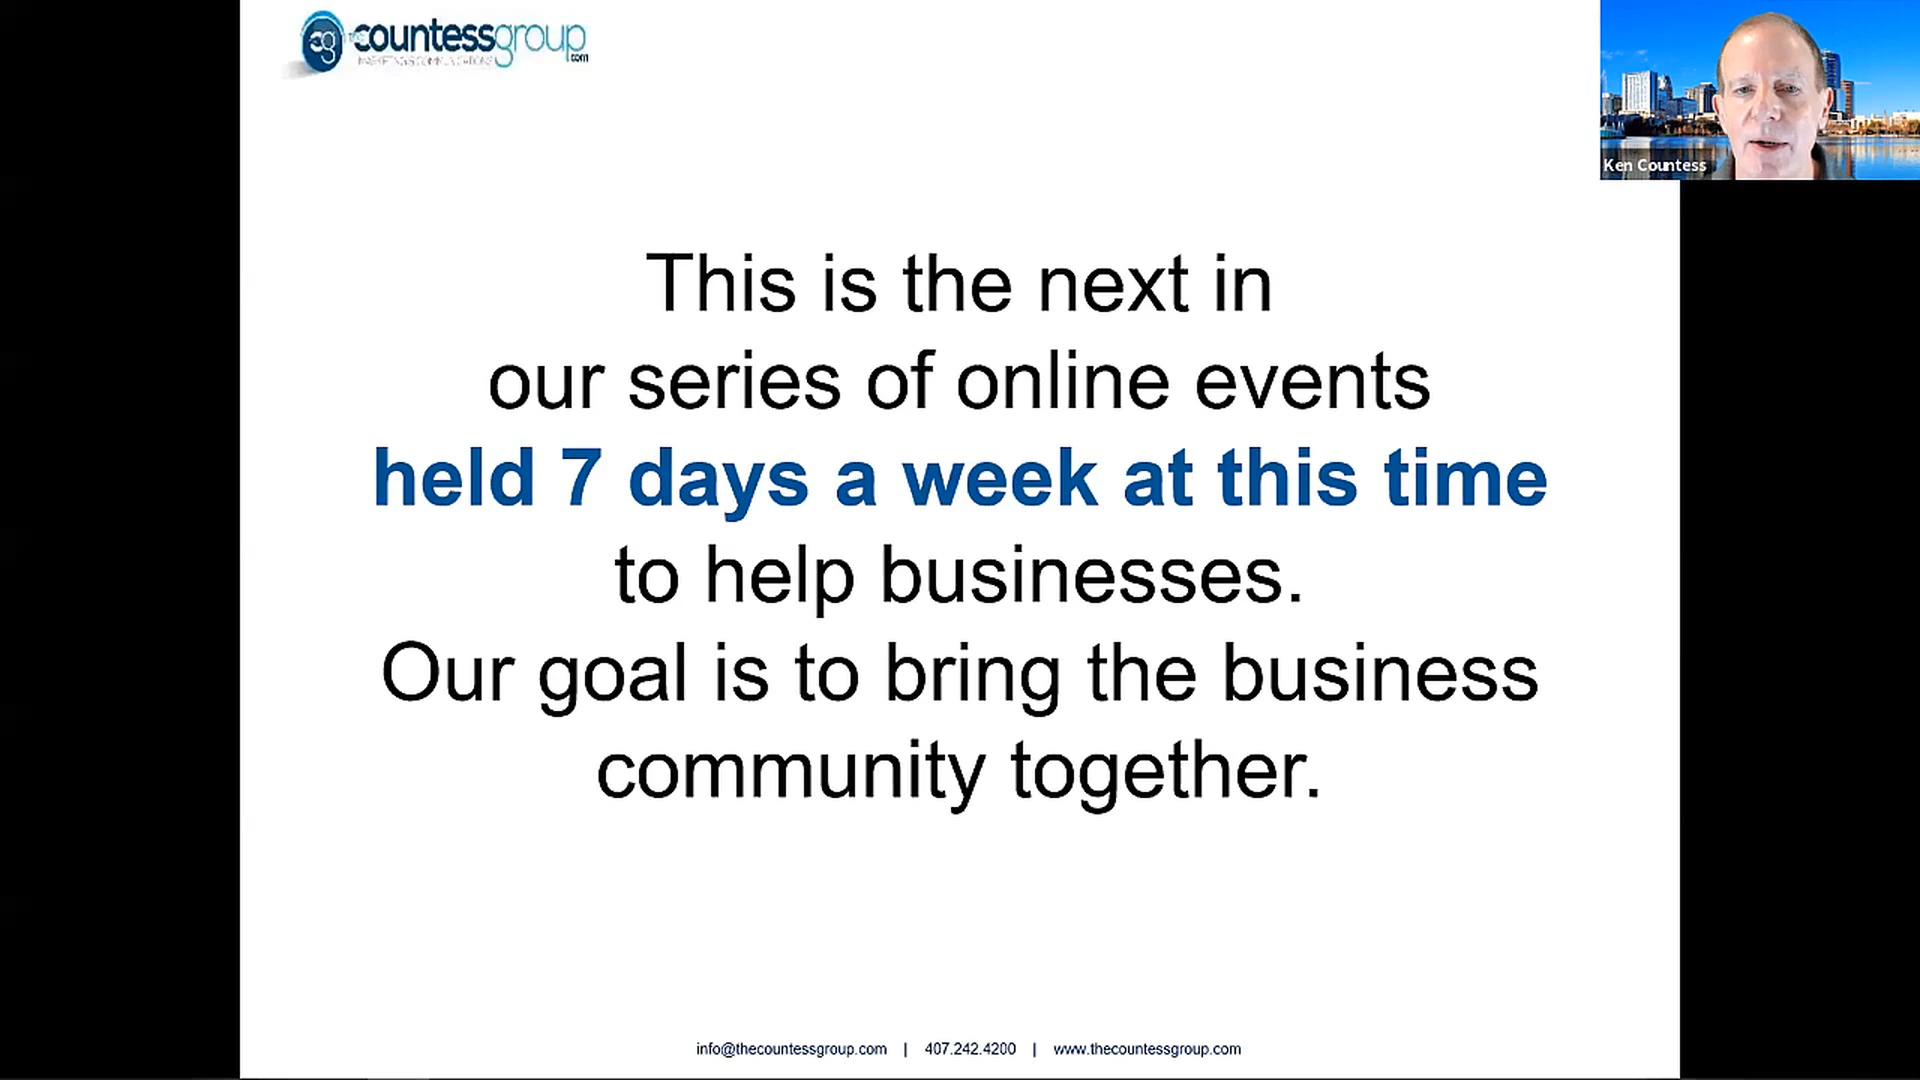 countessgroup
.com
MARKETING & COMMUNICATIONS
Ken Countess
This is the next in
our series of online events
held 7 days a week at this time
to help businesses.
Our goal is to bring the business
community together.
info@thecountessgroup.com | 407.242.4200 | www.thecountessgroup.com